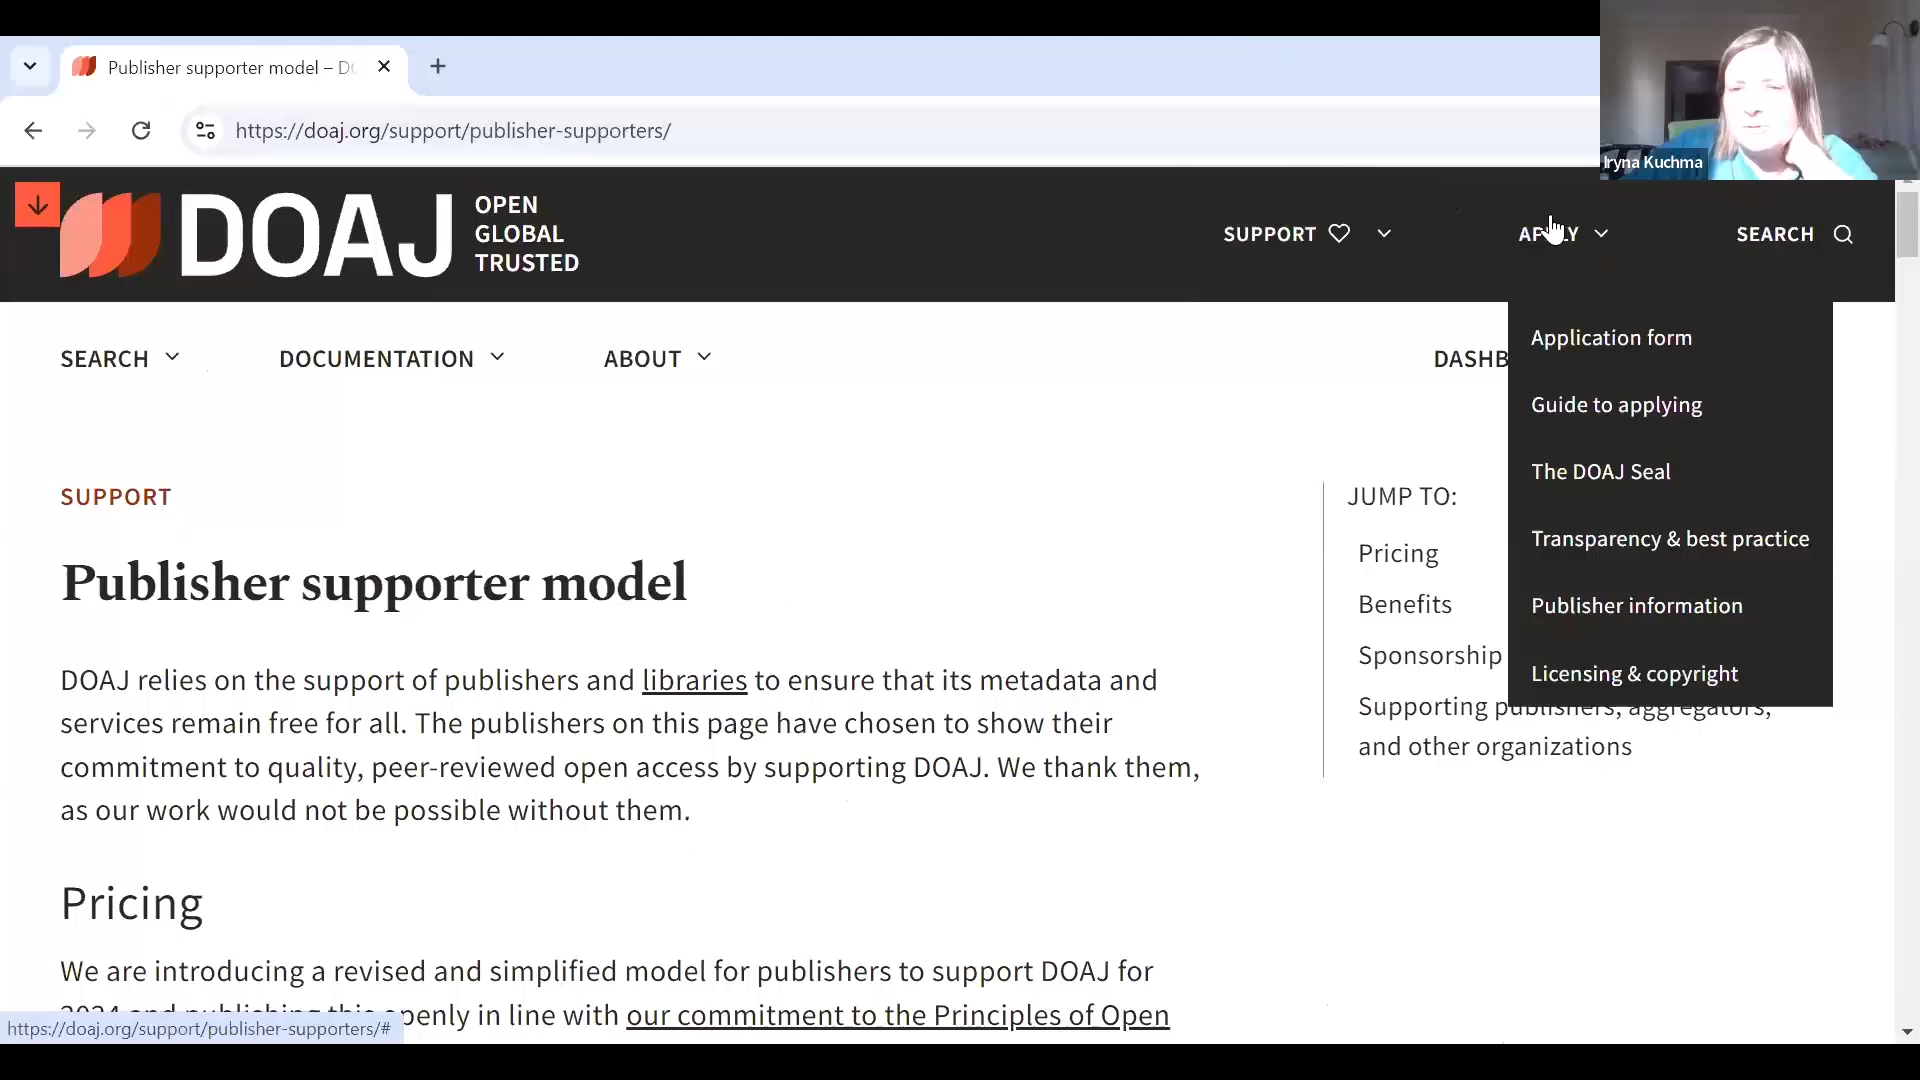 Publisher supporter model – DO
https://doaj.org/support/publisher-supporters/
Iryna Kuchma
DOAJ
OPEN
GLOBAL
TRUSTED
SUPPORT
APPLY
SEARCH
SEARCH
DOCUMENTATION
ABOUT
DASHB
Application form
Guide to applying
The DOAJ Seal
Transparency & best practice
Publisher information
Licensing & copyright
SUPPORT
Publisher supporter model
DOAJ relies on the support of publishers and libraries to ensure that its metadata and
services remain free for all. The publishers on this page have chosen to show their
commitment to quality, peer-reviewed open access by supporting DOAJ. We thank them,
as our work would not be possible without them.
JUMP TO:
Pricing
Benefits
Sponsorship
Supporting publishers, aggregators,
and other organizations
Pricing
We are introducing a revised and simplified model for publishers to support DOAJ for
2024 and publishing this openly in line with our commitment to the Principles of Open
https://doaj.org/support/publisher-supporters/#